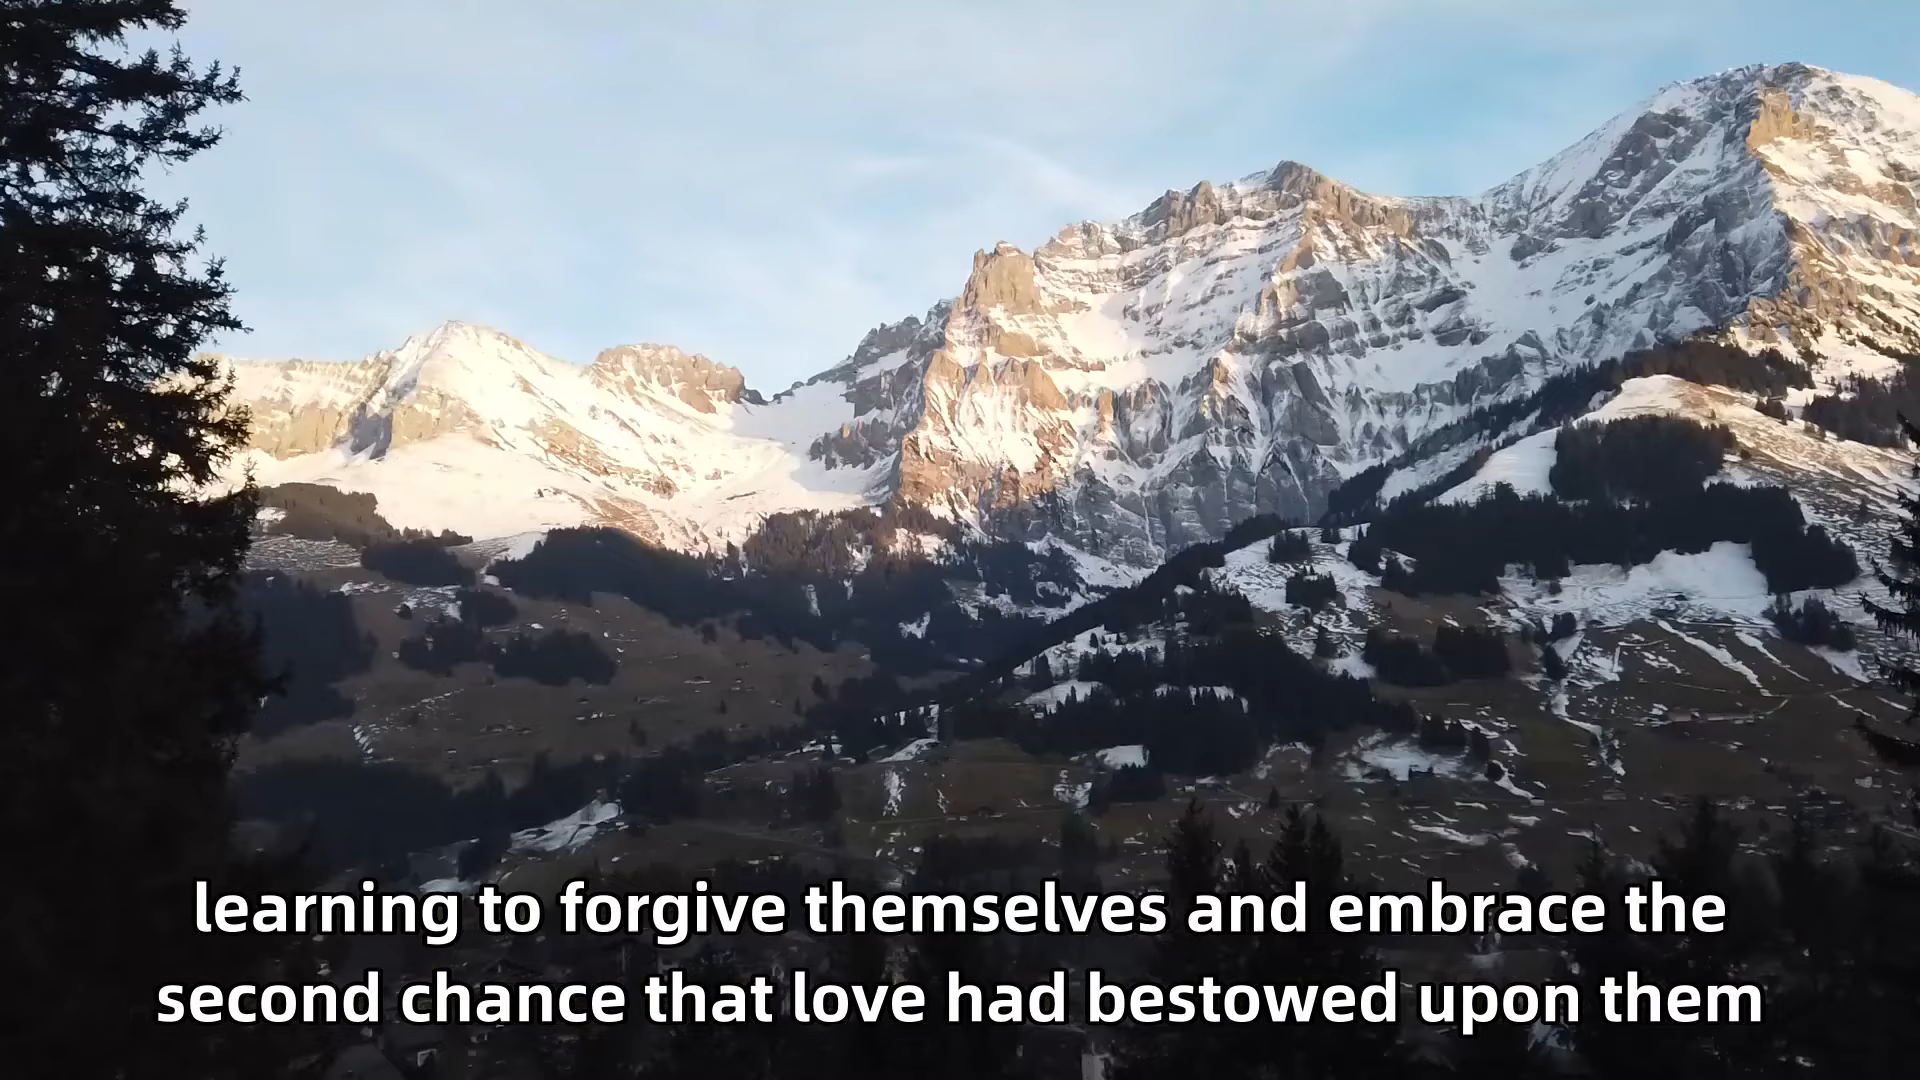 learning to forgive themselves and embrace the
second chance that love had bestowed upon them